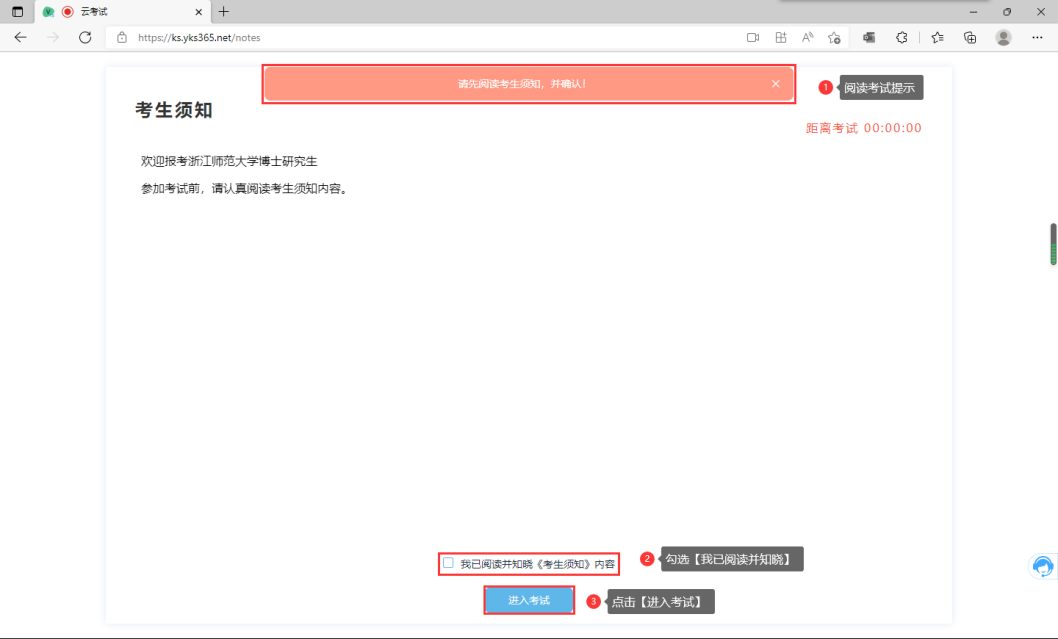 云考试
https://ks.yks365.net/notes
请先阅读考生须知，并确认！
1 阅读考试提示
考生须知
距离考试 00:00:00
欢迎报考浙江师范大学博士研究生
参加考试前，请认真阅读考生须知内容。
我已阅读并知晓《考生须知》内容
2 勾选【我已阅读并知晓】
进入考试
3 点击【进入考试】